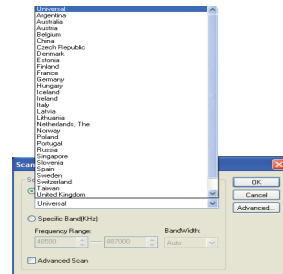 Universal
Argentina
Australia
Austria
Belgium
China
Czech Republic
Denmark
Estonia
Finland
France
Germany
Hungary
Iceland
Ireland
Italy
Latvia
Lithuania
Netherlands, The
Norway
Poland
Portugal
Russia
Singapore
Slovenia
Spain
Sweden
Switzerland
Taiwan
United Kingdom
Scan
OK
Universal
Cancel
Advanced...
Specific Band(KHz)
Frequency Range:
BandWidth:
48500
887000
Auto
Advanced Scan